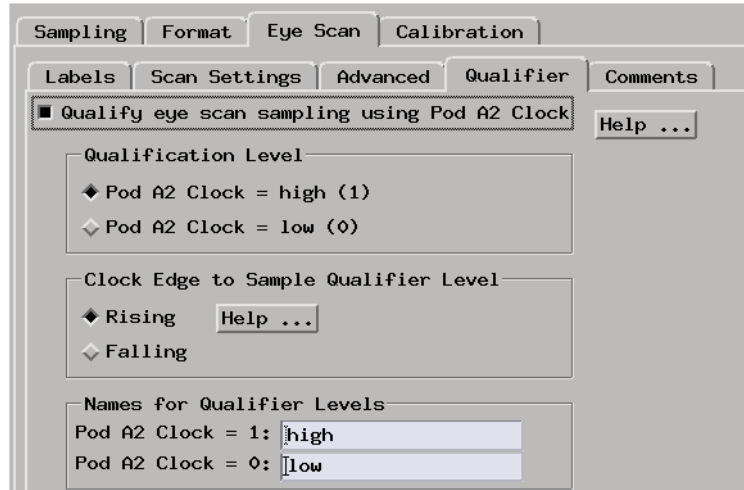 Sampling Format Eye Scan Calibration
Labels Scan Settings Advanced Qualifier Comments
Qualify eye scan sampling using Pod A2 Clock
Help ...
Qualification Level
Pod A2 Clock = high (1)
Pod A2 Clock = low (0)
Clock Edge to Sample Qualifier Level
Rising Help ...
Falling
Names for Qualifier Levels
Pod A2 Clock = 1: high
Pod A2 Clock = 0: low